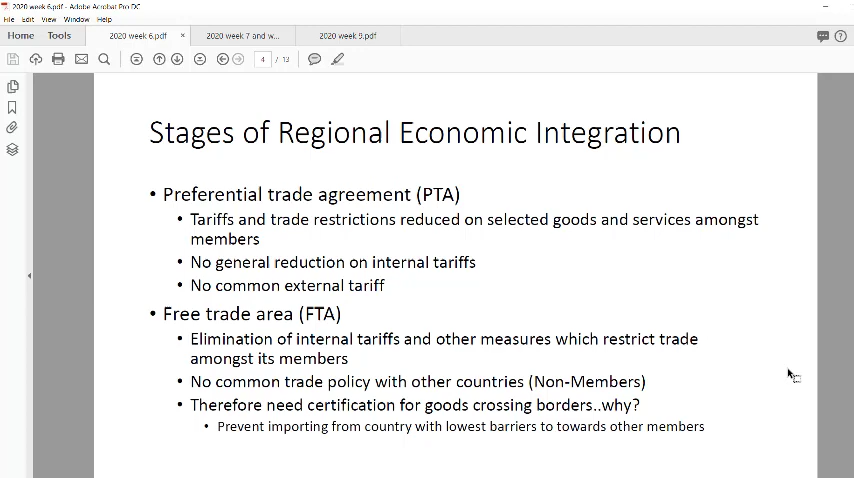 2020 week 6.pdf - Adobe Acrobat Pro DC
File Edit View Window Help
Home Tools 2020 week 6.pdf × 2020 week 7 and w... 2020 week 9.pdf
4 / 13
Stages of Regional Economic Integration
• Preferential trade agreement (PTA)
• Tariffs and trade restrictions reduced on selected goods and services amongst
members
• No general reduction on internal tariffs
• No common external tariff
• Free trade area (FTA)
• Elimination of internal tariffs and other measures which restrict trade
amongst its members
• No common trade policy with other countries (Non-Members)
• Therefore need certification for goods crossing borders..why?
• Prevent importing from country with lowest barriers to towards other members